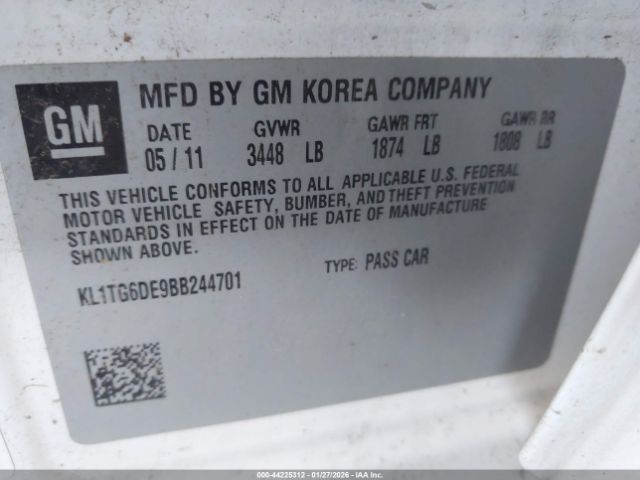 GM
MFD BY GM KOREA COMPANY
DATE GVWR GAWR FRT GAWR RR
05 / 11 3448 LB 1874 LB 1808 LB
THIS VEHICLE CONFORMS TO ALL APPLICABLE U.S. FEDERAL
MOTOR VEHICLE SAFETY, BUMBER, AND THEFT PREVENTION
STANDARDS IN EFFECT ON THE DATE OF MANUFACTURE
SHOWN ABOVE.
KL1TG6DE9BB244701 TYPE: PASS CAR
000-44225312 | 01/27/2026 | IAA Inc.